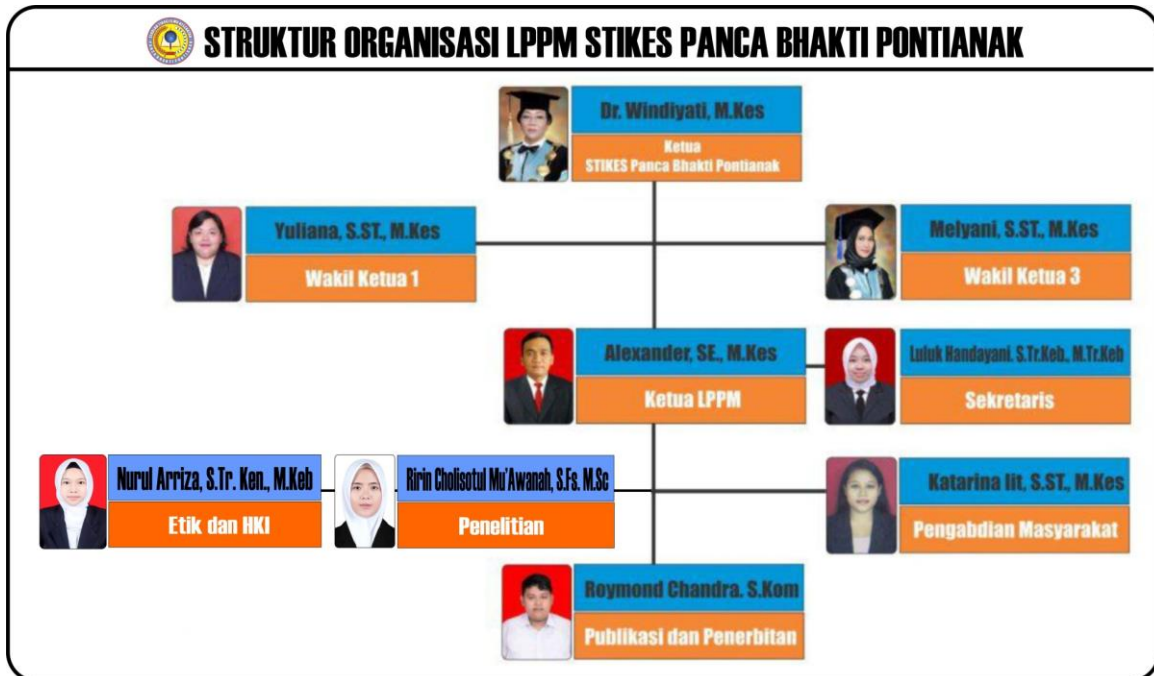 STRUKTUR ORGANISASI LPPM STIKES PANCA BHAKTI PONTIANAK
Dr. Windiyati, M.Kes
Ketua
STIKES Panca Bhakti Pontianak
Yuliana, S.ST., M.Kes
Wakil Ketua 1
Melyani, S.ST., M.Kes
Wakil Ketua 3
Alexander, SE., M.Kes
Ketua LPPM
Luluk Handayani. S.Tr.Keb., M.Tr.Keb
Sekretaris
Nurul Arriza, S.Tr. Ken., M.Keb
Etik dan HKI
Ririn Cholisotul Mu'Awanah, S.Fs. M.Sc
Penelitian
Katarina Iit, S.ST., M.Kes
Pengabdian Masyarakat
Roymond Chandra. S.Kom
Publikasi dan Penerbitan